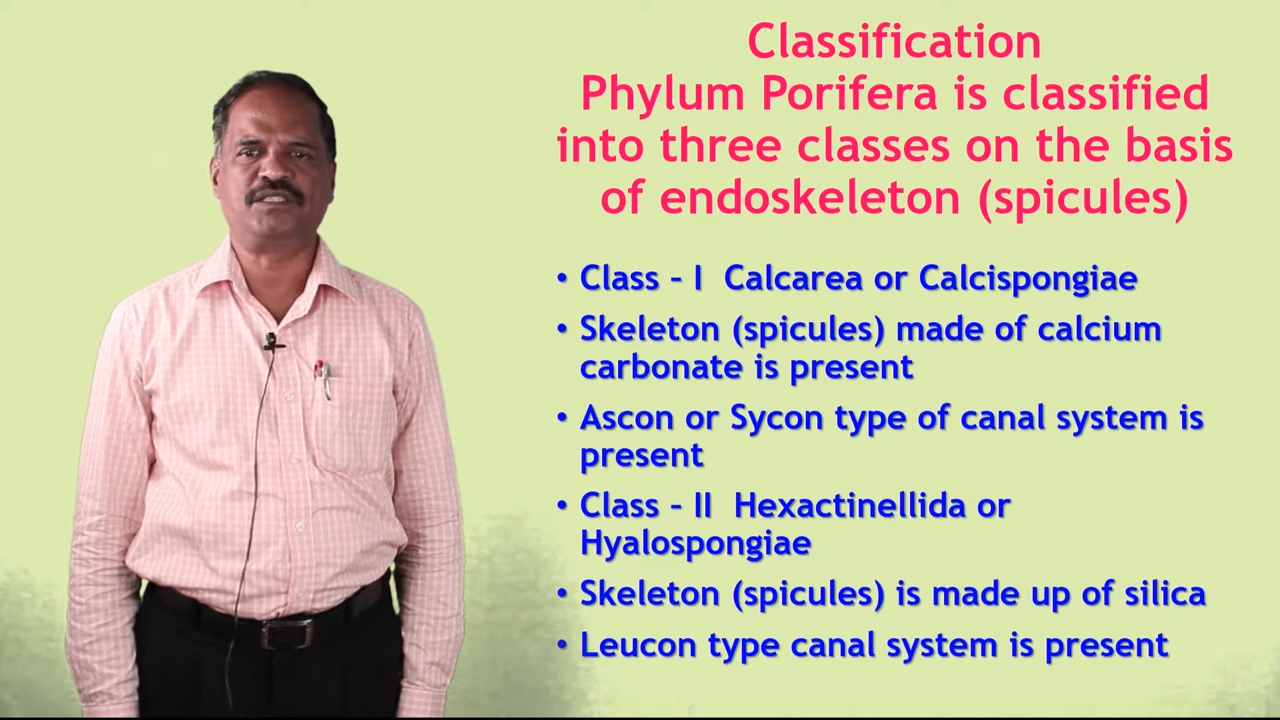 Classification
Phylum Porifera is classified
into three classes on the basis
of endoskeleton (spicules)
• Class – I Calcarea or Calcispongiae
• Skeleton (spicules) made of calcium
carbonate is present
• Ascon or Sycon type of canal system is
present
• Class – II Hexactinellida or
Hyalospongiae
• Skeleton (spicules) is made up of silica
• Leucon type canal system is present